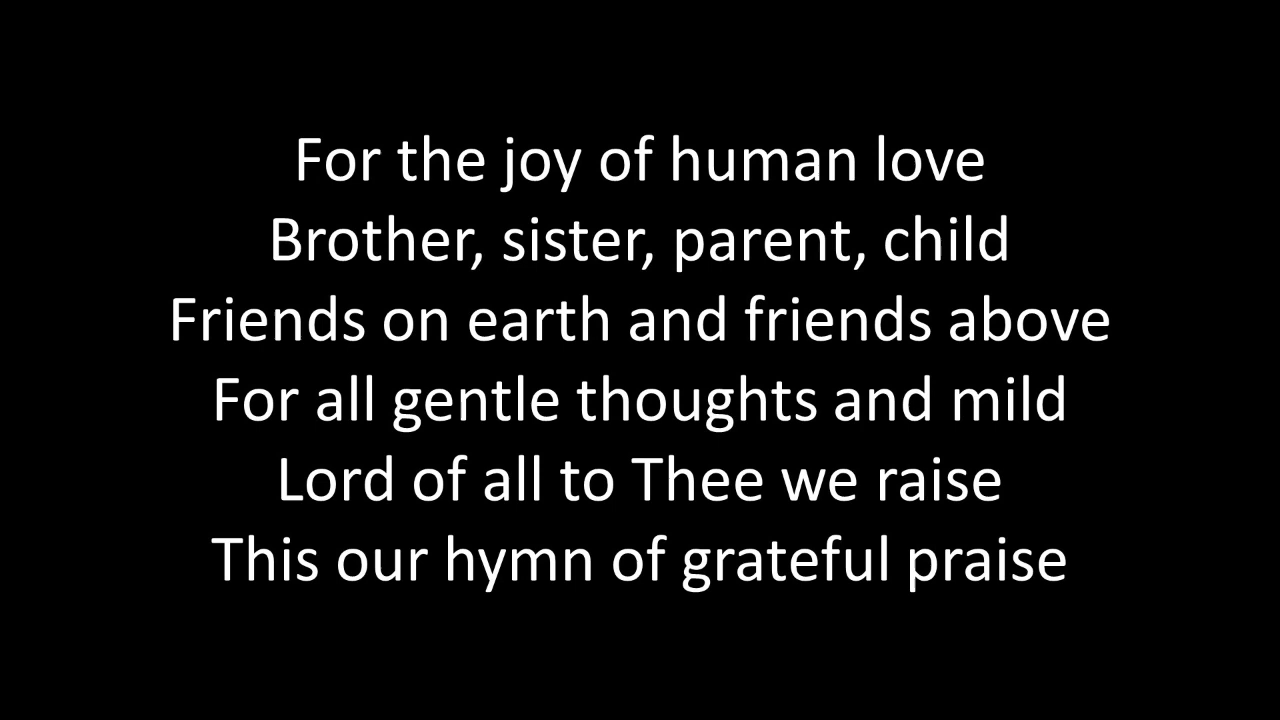 For the joy of human love
Brother, sister, parent, child
Friends on earth and friends above
For all gentle thoughts and mild
Lord of all to Thee we raise
This our hymn of grateful praise